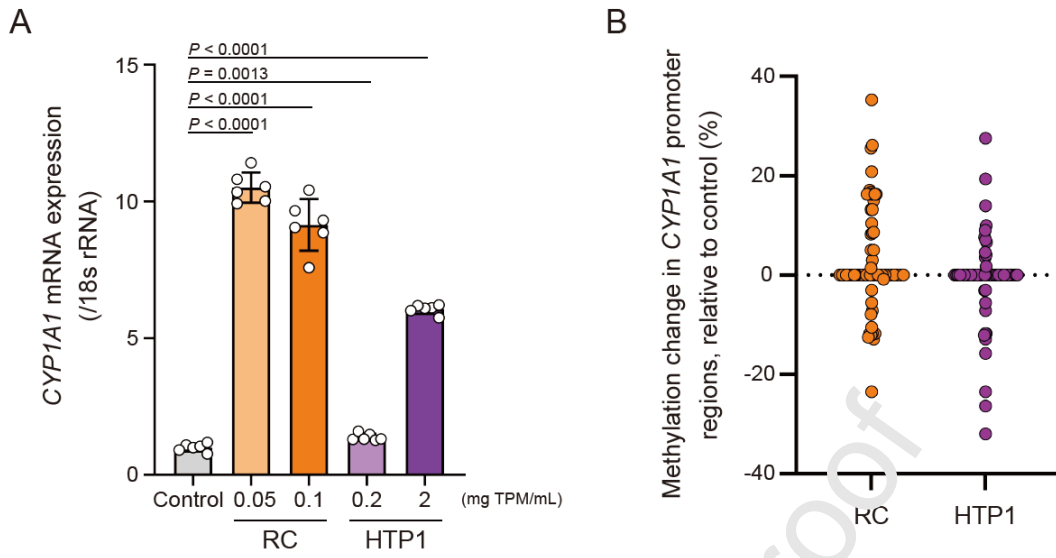 A
P < 0.0001
P = 0.0013
P < 0.0001
P < 0.0001
CYP1A1 mRNA expression
(/18s rRNA)
15
10
5
0
Control
0.05
0.1
0.2
2
(mg TPM/mL)
RC
HTP1
B
Methylation change in CYP1A1 promoter
regions, relative to control (%)
40
20
0
-20
-40
RC
HTP1
roof